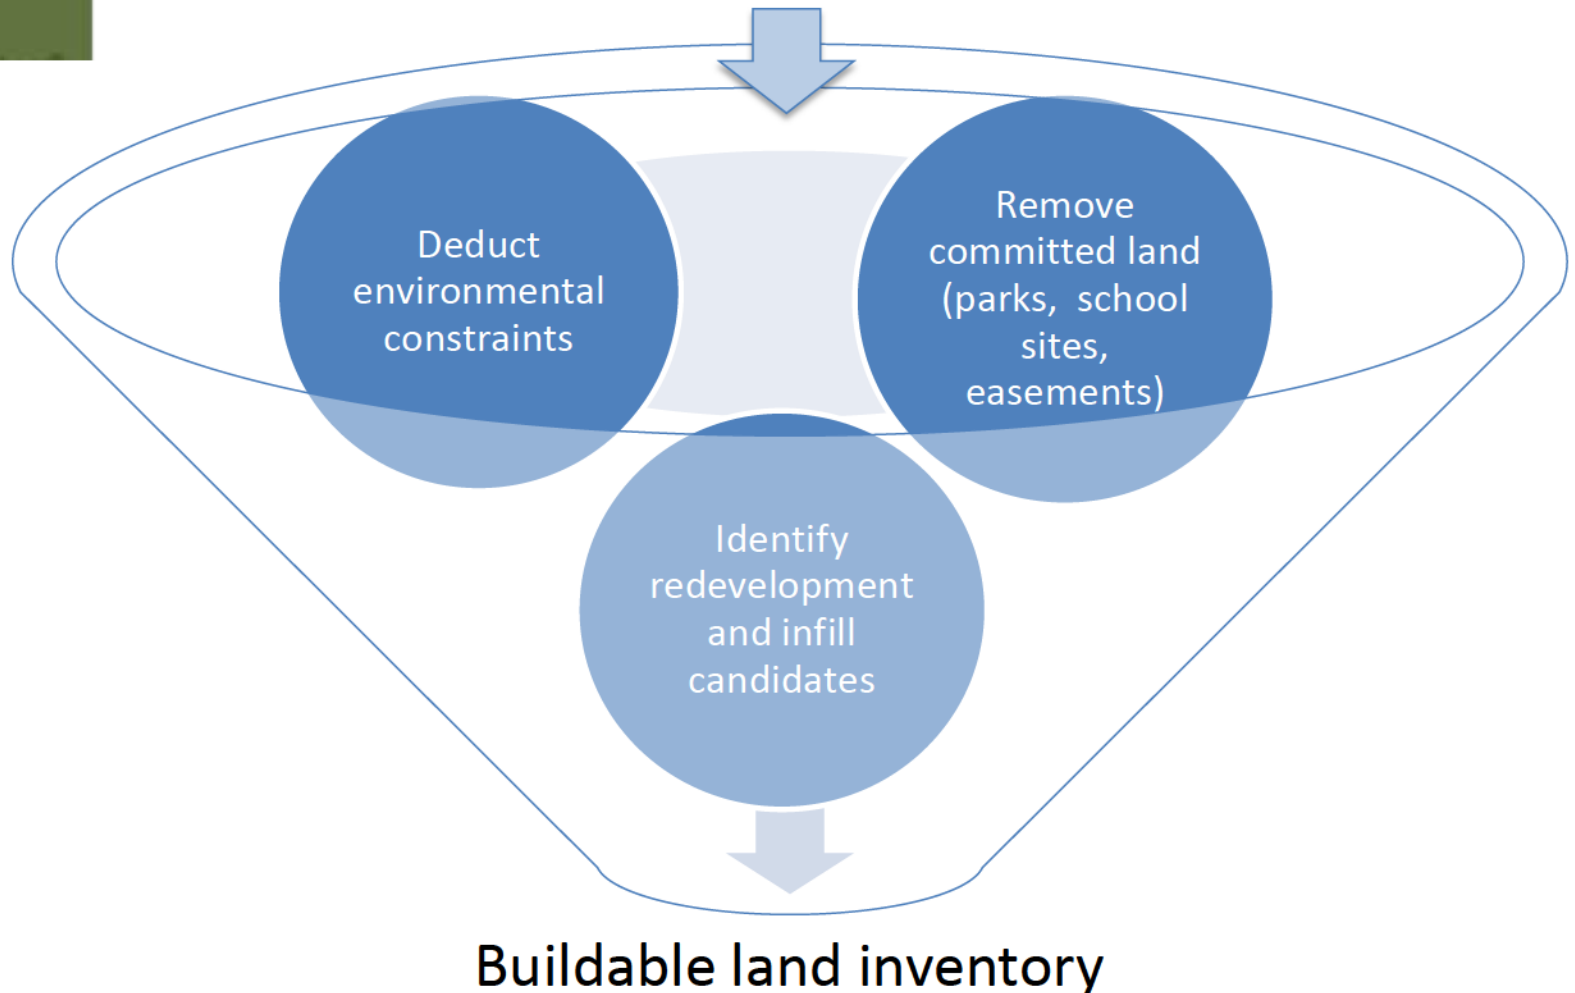 Deduct
environmental
constraints
Remove
committed land
(parks, school
sites,
easements)
Identify
redevelopment
and infill
candidates
Buildable land inventory